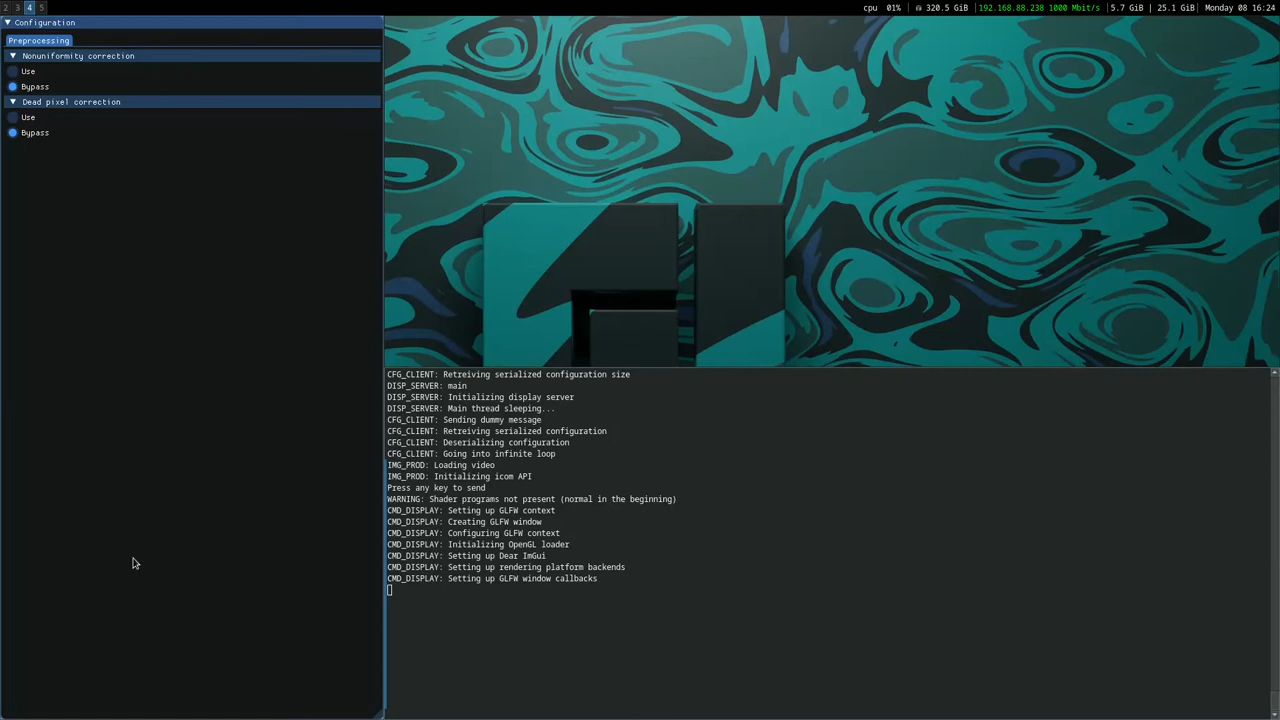 2 3 4 5
cpu 01% 320.5 GiB 192.168.88.238 1000 Mbit/s 5.7 GiB | 25.1 GiB Monday 08 16:24
Configuration
Preprocessing
Nonuniformity correction
Use
Bypass
Dead pixel correction
Use
Bypass
CFG_CLIENT: Retreiving serialized configuration size
DISP_SERVER: main
DISP_SERVER: Initializing display server
DISP_SERVER: Main thread sleeping...
CFG_CLIENT: Sending dummy message
CFG_CLIENT: Retreiving serialized configuration
CFG_CLIENT: Deserializing configuration
CFG_CLIENT: Going into infinite loop
IMG_PROD: Loading video
IMG_PROD: Initializing icom API
Press any key to send
WARNING: Shader programs not present (normal in the beginning)
CMD_DISPLAY: Setting up GLFW context
CMD_DISPLAY: Creating GLFW window
CMD_DISPLAY: Configuring GLFW context
CMD_DISPLAY: Initializing OpenGL loader
CMD_DISPLAY: Setting up Dear ImGui
CMD_DISPLAY: Setting up rendering platform backends
CMD_DISPLAY: Setting up GLFW window callbacks